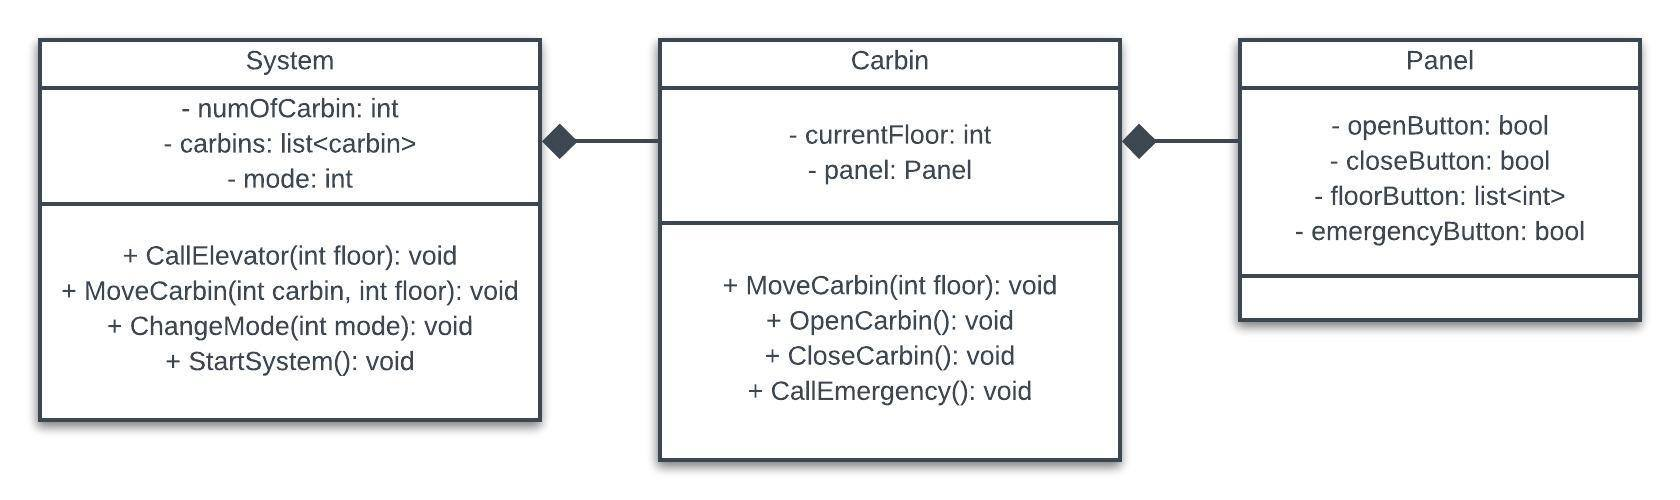 System
- numOfCarbin: int
- carbins: list<carbin>
- mode: int
+ CallElevator(int floor): void
+ MoveCarbin(int carbin, int floor): void
+ ChangeMode(int mode): void
+ StartSystem(): void
Carbin
- currentFloor: int
- panel: Panel
+ MoveCarbin(int floor): void
+ OpenCarbin(): void
+ CloseCarbin(): void
+ CallEmergency(): void
Panel
- openButton: bool
- closeButton: bool
- floorButton: list<int>
- emergencyButton: bool